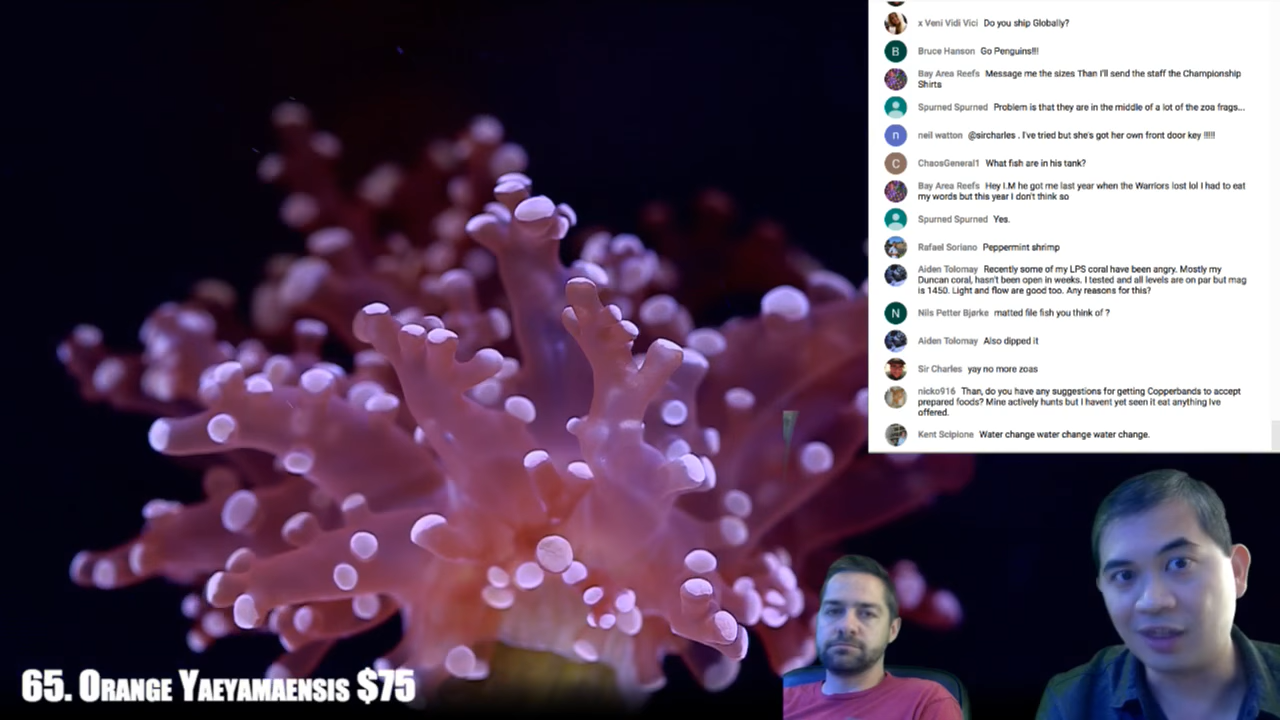 x Veni Vidi Vici Do you ship Globally?
B
Bruce Hanson Go Penguins!!!
Bay Area Reefs Message me the sizes Than I'll send the staff the Championship
Shirts
Spurned Spurned Problem is that they are in the middle of a lot of the zoa frags...
n
neil watton @sircharles . I've tried but she's got her own front door key !!!!!
C
ChaosGeneral1 What fish are in his tank?
Bay Area Reefs Hey I.M he got me last year when the Warriors lost lol I had to eat
my words but this year I don't think so
Spurned Spurned Yes.
Rafael Soriano Peppermint shrimp
Aiden Tolomay Recently some of my LPS coral have been angry. Mostly my
Duncan coral, hasn't been open in weeks. I tested and all levels are on par but mag
is 1450. Light and flow are good too. Any reasons for this?
N
Nils Petter Bjørke matted file fish you think of ?
Aiden Tolomay Also dipped it
Sir Charles yay no more zoas
nicko916 Than, do you have any suggestions for getting Copperbands to accept
prepared foods? Mine actively hunts but I havent yet seen it eat anything Ive
offered.
Kent Scipione Water change water change water change.
65. Orange Yaeyamaensis $75